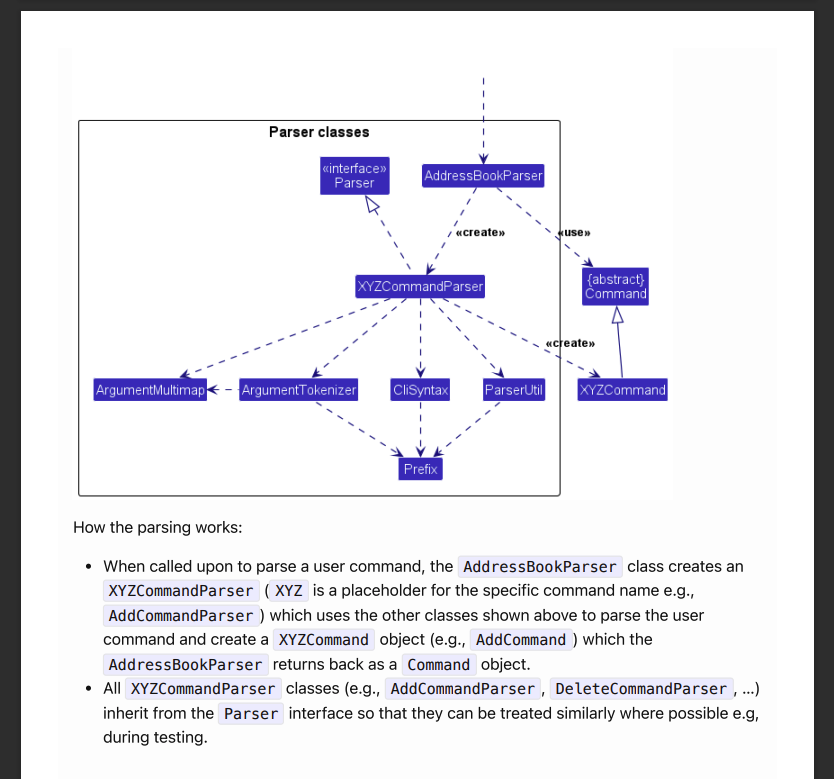 Parser classes
«interface»
Parser
AddressBookParser
«create»
«use»
XYZCommandParser
{abstract}
Command
«create»
ArgumentMultimap
ArgumentTokenizer
CliSyntax
ParserUtil
XYZCommand
Prefix
How the parsing works:
• When called upon to parse a user command, the AddressBookParser class creates an
XYZCommandParser ( XYZ is a placeholder for the specific command name e.g.,
AddCommandParser ) which uses the other classes shown above to parse the user
command and create a XYZCommand object (e.g., AddCommand ) which the
AddressBookParser returns back as a Command object.
• All XYZCommandParser classes (e.g., AddCommandParser , DeleteCommandParser , ...)
inherit from the Parser interface so that they can be treated similarly where possible e.g,
during testing.